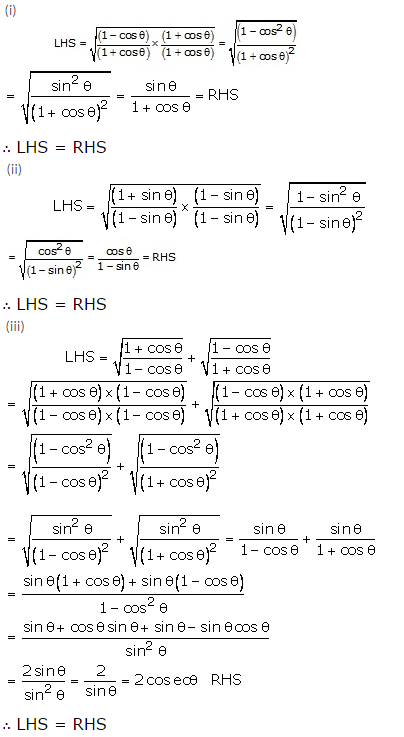 (i)
LHS = √((1 − cos θ)/(1 + cos θ) × (1 + cos θ)/(1 + cos θ)) = √((1 − cos² θ)/(1 + cos θ)²)
= √(sin² θ/(1 + cos θ)²) = sin θ/(1 + cos θ) = RHS
∴ LHS = RHS
(ii)
LHS = √((1 + sin θ)/(1 − sin θ) × (1 − sin θ)/(1 − sin θ)) = √((1 − sin² θ)/(1 − sin θ)²)
= √(cos² θ/(1 − sin θ)²) = cos θ/(1 − sin θ) = RHS
∴ LHS = RHS
(iii)
LHS = √((1 + cos θ)/(1 − cos θ)) + √((1 − cos θ)/(1 + cos θ))
= √((1 + cos θ) × (1 − cos θ)/(1 − cos θ) × (1 − cos θ)) + √((1 − cos θ) × (1 + cos θ)/(1 + cos θ) × (1 + cos θ))
= √((1 − cos² θ)/(1 − cos θ)²) + √((1 − cos² θ)/(1 + cos θ)²)
= √(sin² θ/(1 − cos θ)²) + √(sin² θ/(1 + cos θ)²) = sin θ/(1 − cos θ) + sin θ/(1 + cos θ)
= (sin θ(1 + cos θ) + sin θ(1 − cos θ))/(1 − cos² θ)
= (sin θ + cos θ sin θ + sin θ − sin θ cos θ)/sin² θ
= 2 sin θ/sin² θ = 2/sin θ = 2 cosec θ RHS
∴ LHS = RHS